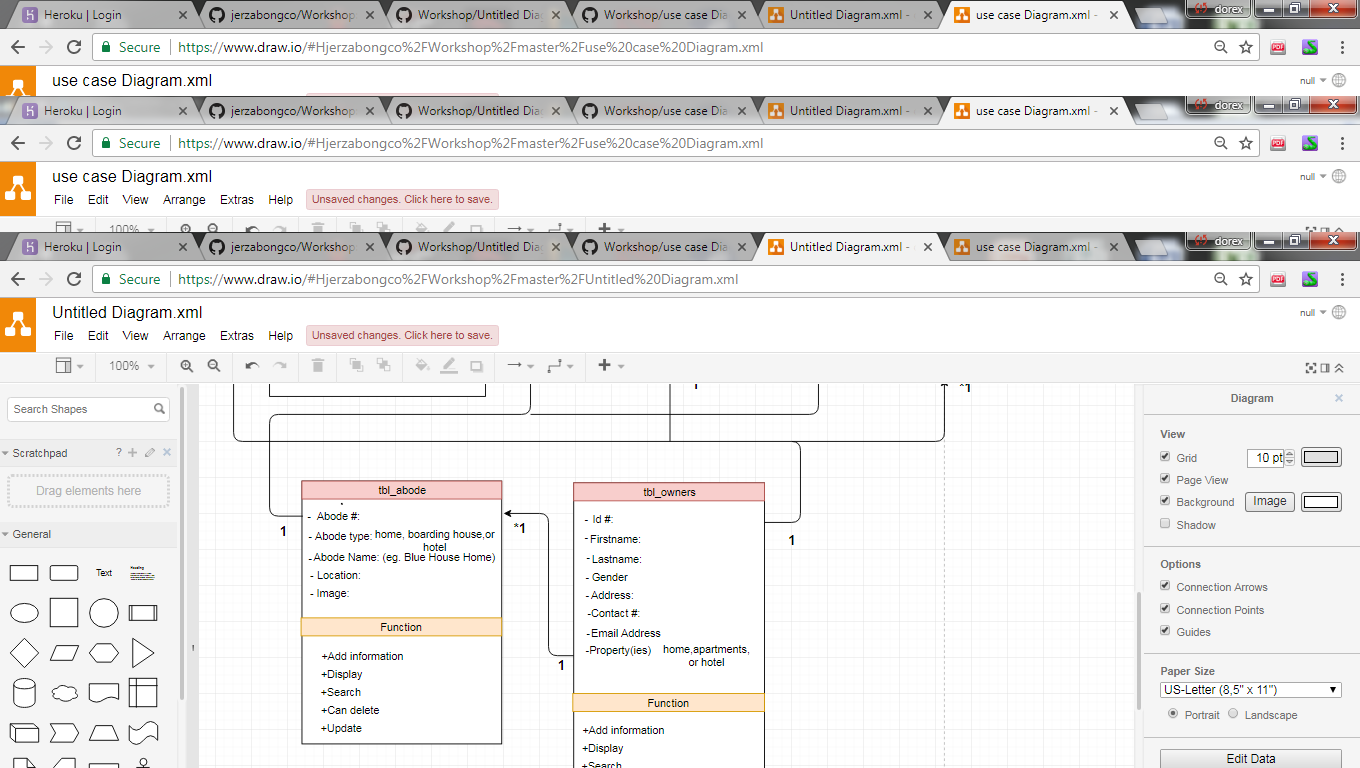 Heroku | Login
jerzabongco/Workshop
Workshop/Untitled Dia
Workshop/use case Dia
Untitled Diagram.xml -
use case Diagram.xml -
dorex
Secure
https://www.draw.io/#Hjerzabongco%2FWorkshop%2Fmaster%2Fuse%20case%20Diagram.xml
use case Diagram.xml
null
Heroku | Login
jerzabongco/Workshop
Workshop/Untitled Dia
Workshop/use case Dia
Untitled Diagram.xml -
use case Diagram.xml -
dorex
Secure
https://www.draw.io/#Hjerzabongco%2FWorkshop%2Fmaster%2Fuse%20case%20Diagram.xml
use case Diagram.xml
null
File Edit View Arrange Extras Help
Unsaved changes. Click here to save.
100%
Heroku | Login
jerzabongco/Workshop
Workshop/Untitled Dia
Workshop/use case Dia
Untitled Diagram.xml -
use case Diagram.xml -
dorex
Secure
https://www.draw.io/#Hjerzabongco%2FWorkshop%2Fmaster%2FUntitled%20Diagram.xml
Untitled Diagram.xml
null
File Edit View Arrange Extras Help
Unsaved changes. Click here to save.
100%
Search Shapes
Scratchpad
?
Drag elements here
General
Text
Heading
1
*1
tbl_abode
- Abode #:
- Abode type: home, boarding house,or
hotel
-Abode Name: (eg. Blue House Home)
- Location:
- Image:
Function
+Add information
+Display
+Search
+Can delete
+Update
1
*1
1
tbl_owners
- Id #:
-Firstname:
-Lastname:
- Gender
- Address:
-Contact #:
-Email Address
-Property(ies) home,apartments,
or hotel
Function
+Add information
+Display
+Search
1
Diagram
View
Grid
10 pt
Page View
Background
Image
Shadow
Options
Connection Arrows
Connection Points
Guides
Paper Size
US-Letter (8,5" x 11")
Portrait
Landscape
Edit Data